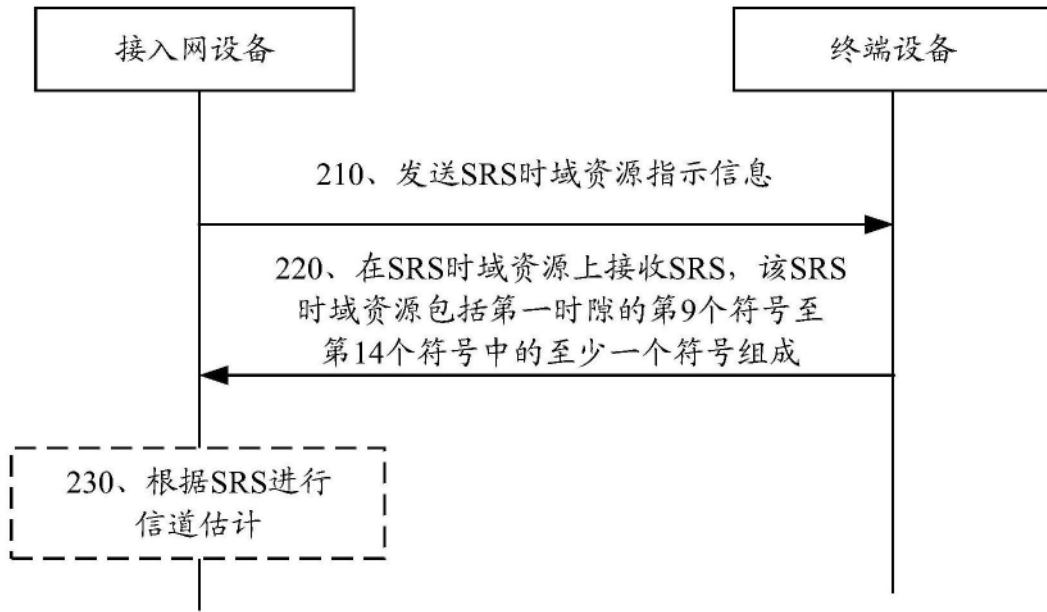 接入网设备
终端设备
210、发送SRS时域资源指示信息
220、在SRS时域资源上接收SRS，该SRS
时域资源包括第一时隙的第9个符号至
第14个符号中的至少一个符号组成
230、根据SRS进行
信道估计